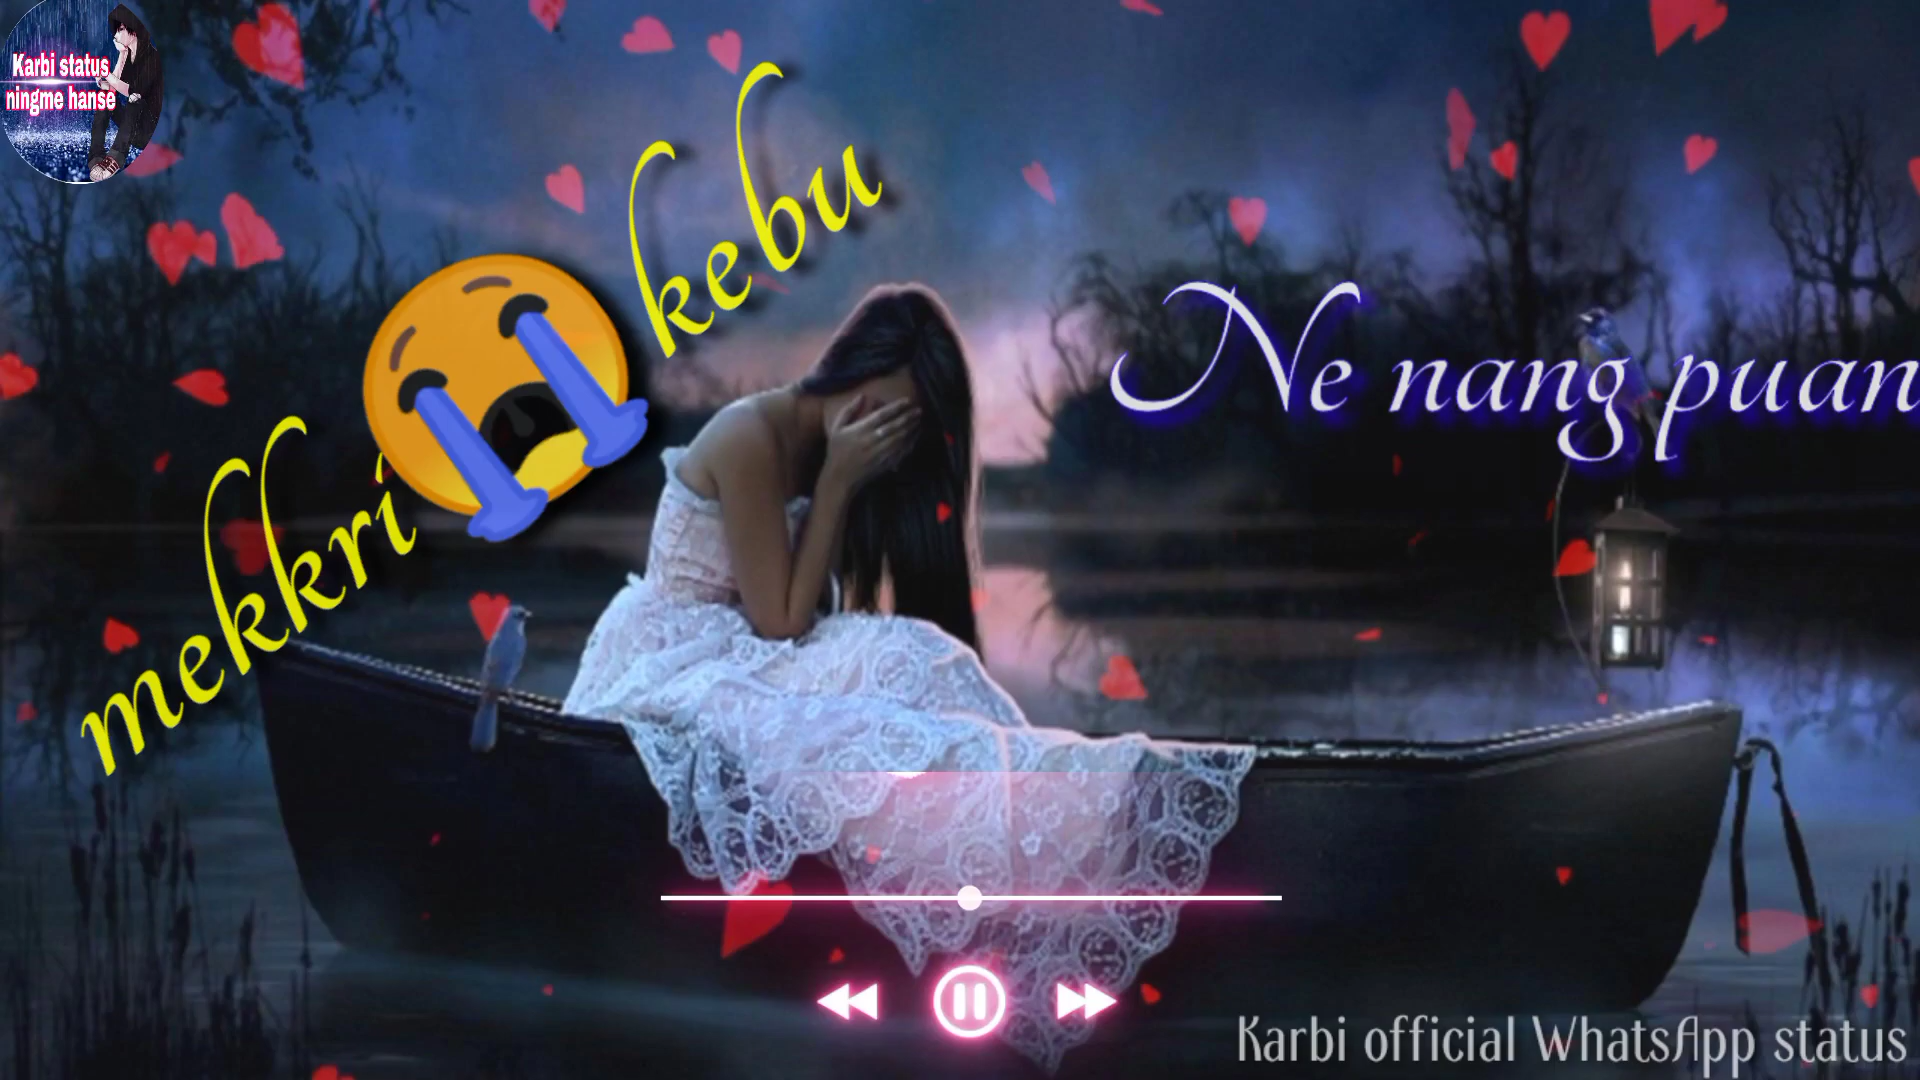 Karbi status
ningme hanse
mekkri kebu
Ne nang puan
Karbi official WhatsApp status